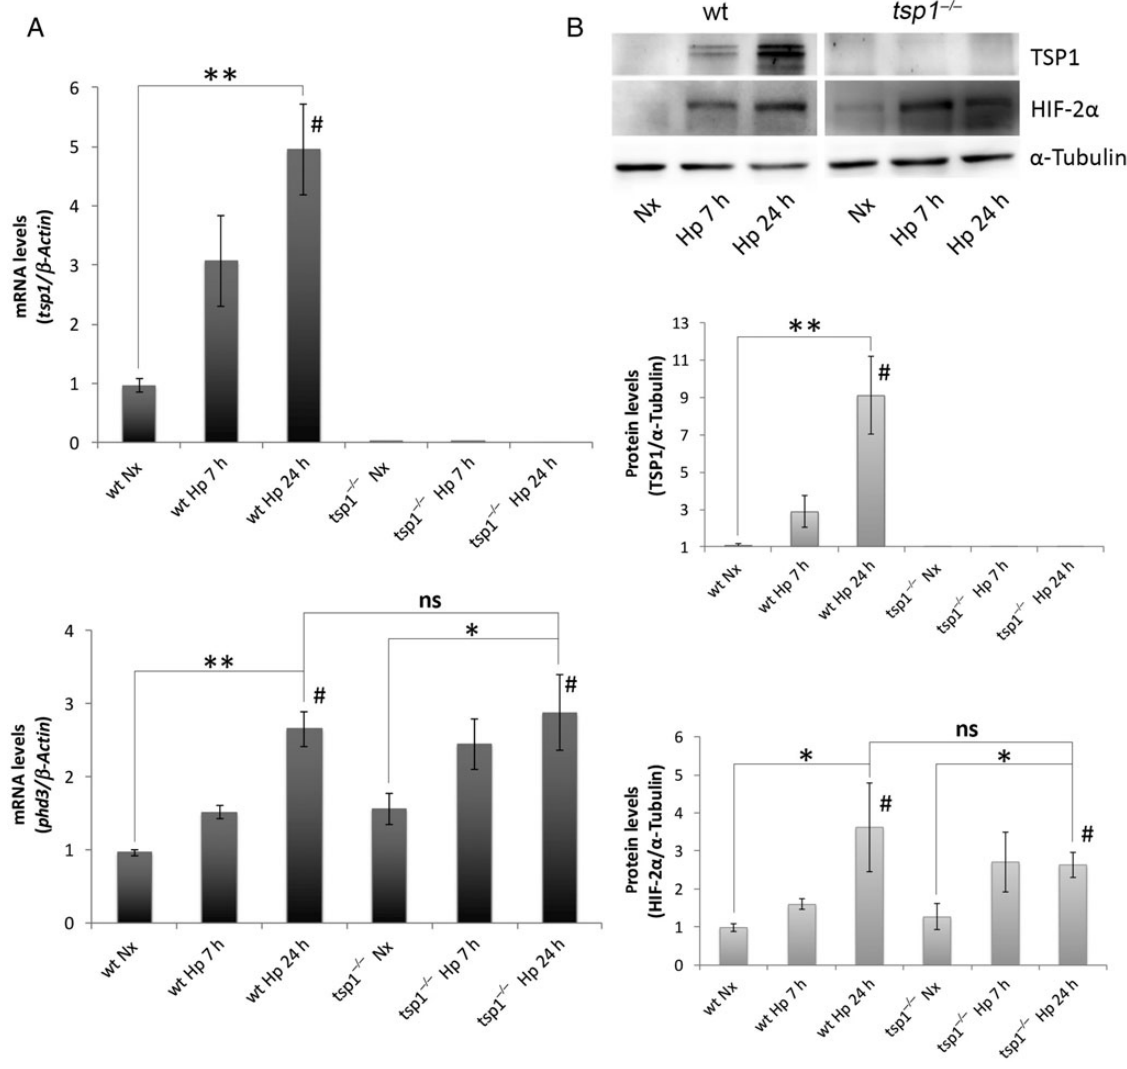 A
**
6
5
4
3
2
1
0
#
mRNA levels
(tsp1/β-Actin)
wt Nx
wt Hp 7 h
wt Hp 24 h
tsp1⁻/⁻ Nx
tsp1⁻/⁻ Hp 7 h
tsp1⁻/⁻ Hp 24 h
ns
*
**
4
3
2
1
0
#
#
mRNA levels
(phd3/β-Actin)
wt Nx
wt Hp 7 h
wt Hp 24 h
tsp1⁻/⁻ Nx
tsp1⁻/⁻ Hp 7 h
tsp1⁻/⁻ Hp 24 h
B
wt
tsp1⁻/⁻
TSP1
HIF-2α
α-Tubulin
Nx
Hp 7 h
Hp 24 h
Nx
Hp 7 h
Hp 24 h
13
11
9
7
5
3
1
**
#
Protein levels
(TSP1/α-Tubulin)
wt Nx
wt Hp 7 h
wt Hp 24 h
tsp1⁻/⁻ Nx
tsp1⁻/⁻ Hp 7 h
tsp1⁻/⁻ Hp 24 h
ns
*
*
6
5
4
3
2
1
0
#
#
Protein levels
(HIF-2α/α-Tubulin)
wt Nx
wt Hp 7 h
wt Hp 24 h
tsp1⁻/⁻ Nx
tsp1⁻/⁻ Hp 7 h
tsp1⁻/⁻ Hp 24 h